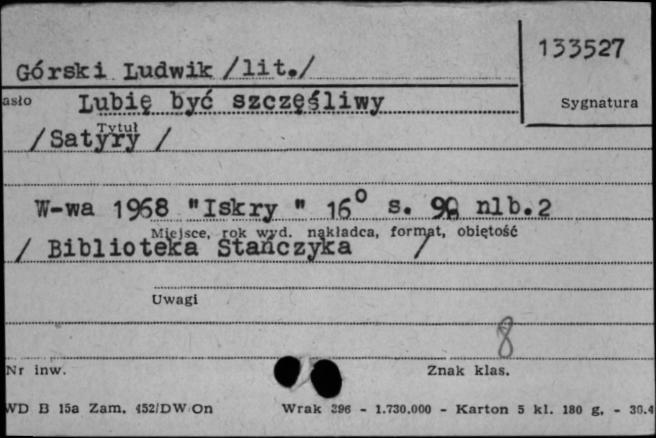 133527
Górski Ludwik /lit./
asło Lubię być szczęśliwy
Sygnatura
Tytuł
/Satyry /
W-wa 1968 "Iskry " 16° s. nlb.2
Miejsce, rok wyd. nakładca, format, obiętość
/ Biblioteka Stańczyka /
Uwagi
8
Nr inw. Znak klas.
WD B 15a Zam. 452/DW On Wrak 396 - 1.730.000 - Karton 5 kl. 180 g. - 30.4